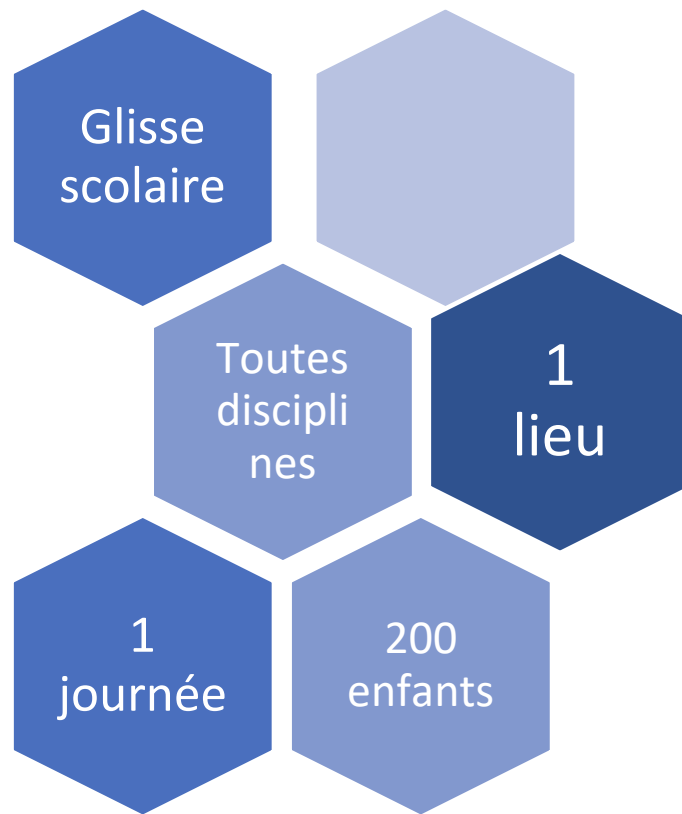 Glisse
scolaire
Toutes
discipli
nes
1
lieu
1
journée
200
enfants